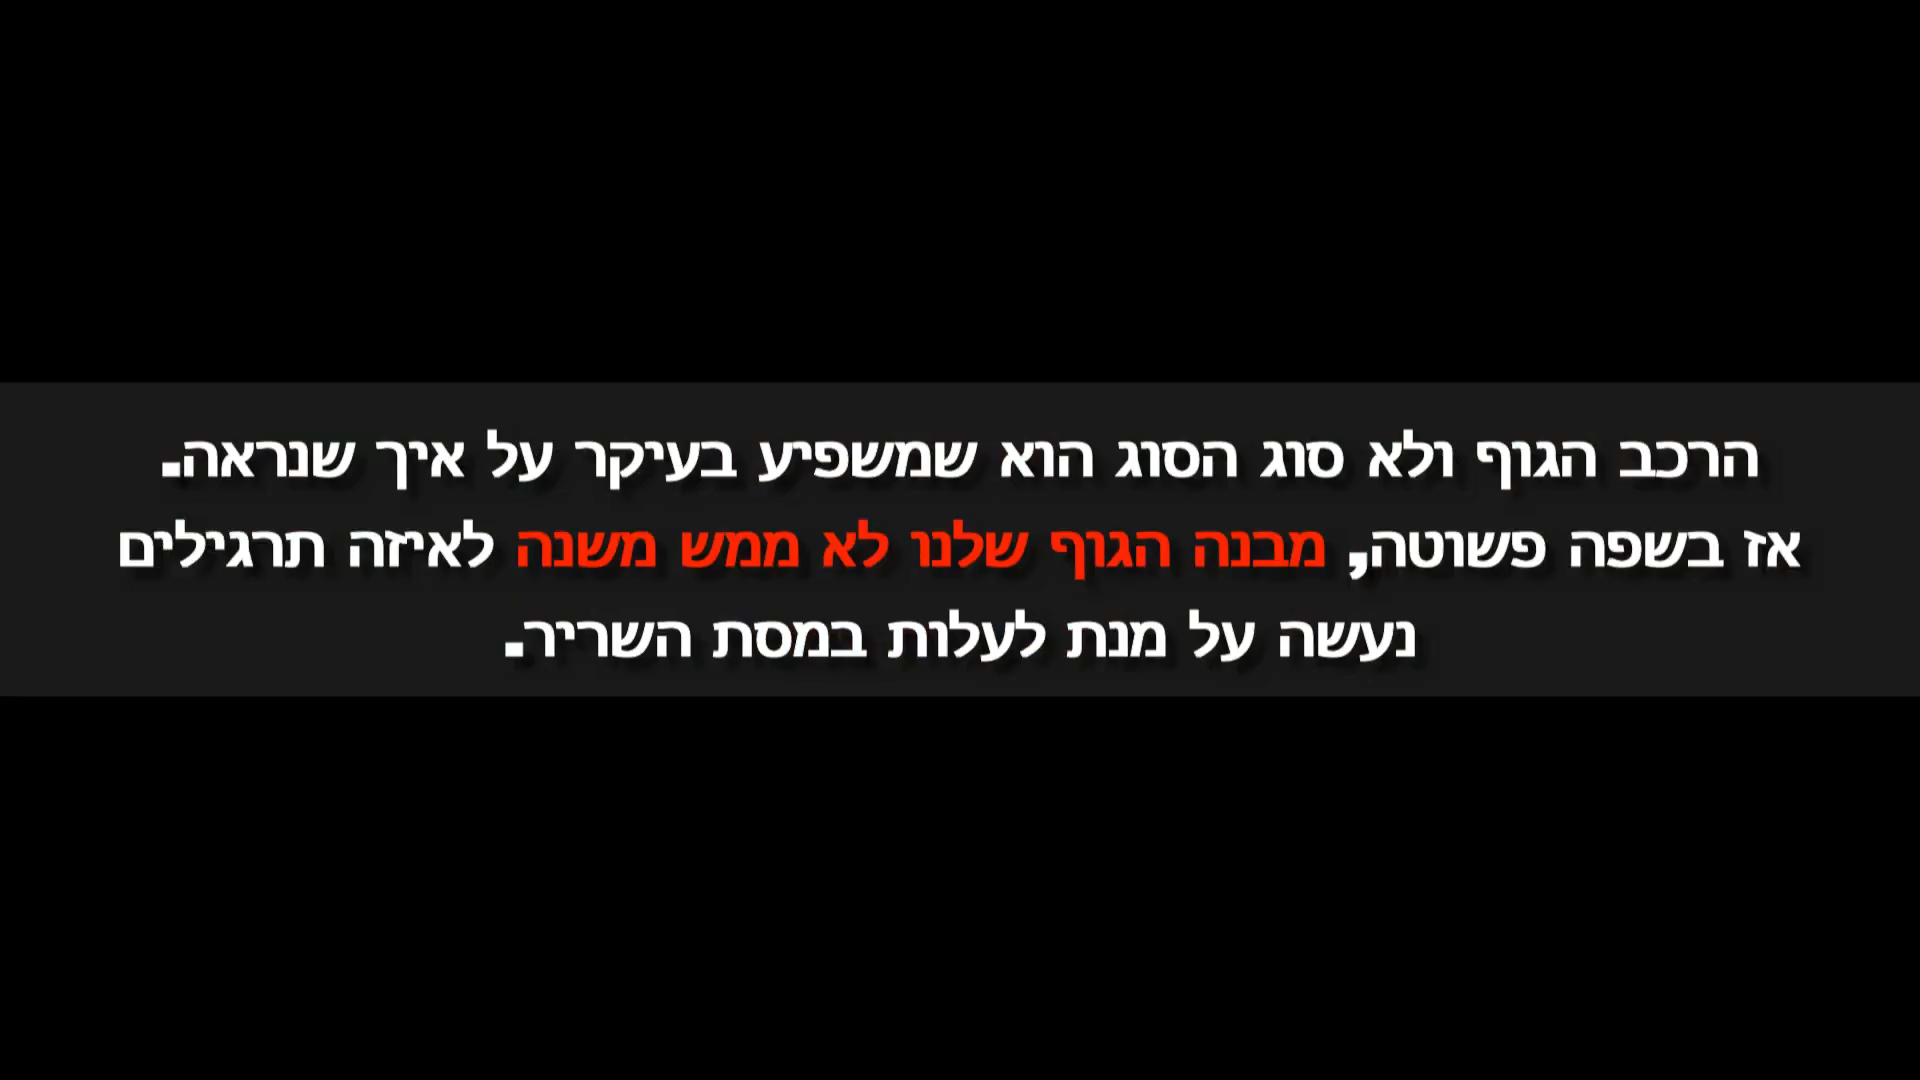 הרכב הגוף ולא סוג הסוג הוא שמשפיע בעיקר על איך שנראה.
אז בשפה פשוטה, מבנה הגוף שלנו לא ממש משנה לאיזה תרגילים
נעשה על מנת לעלות במסת השריר.